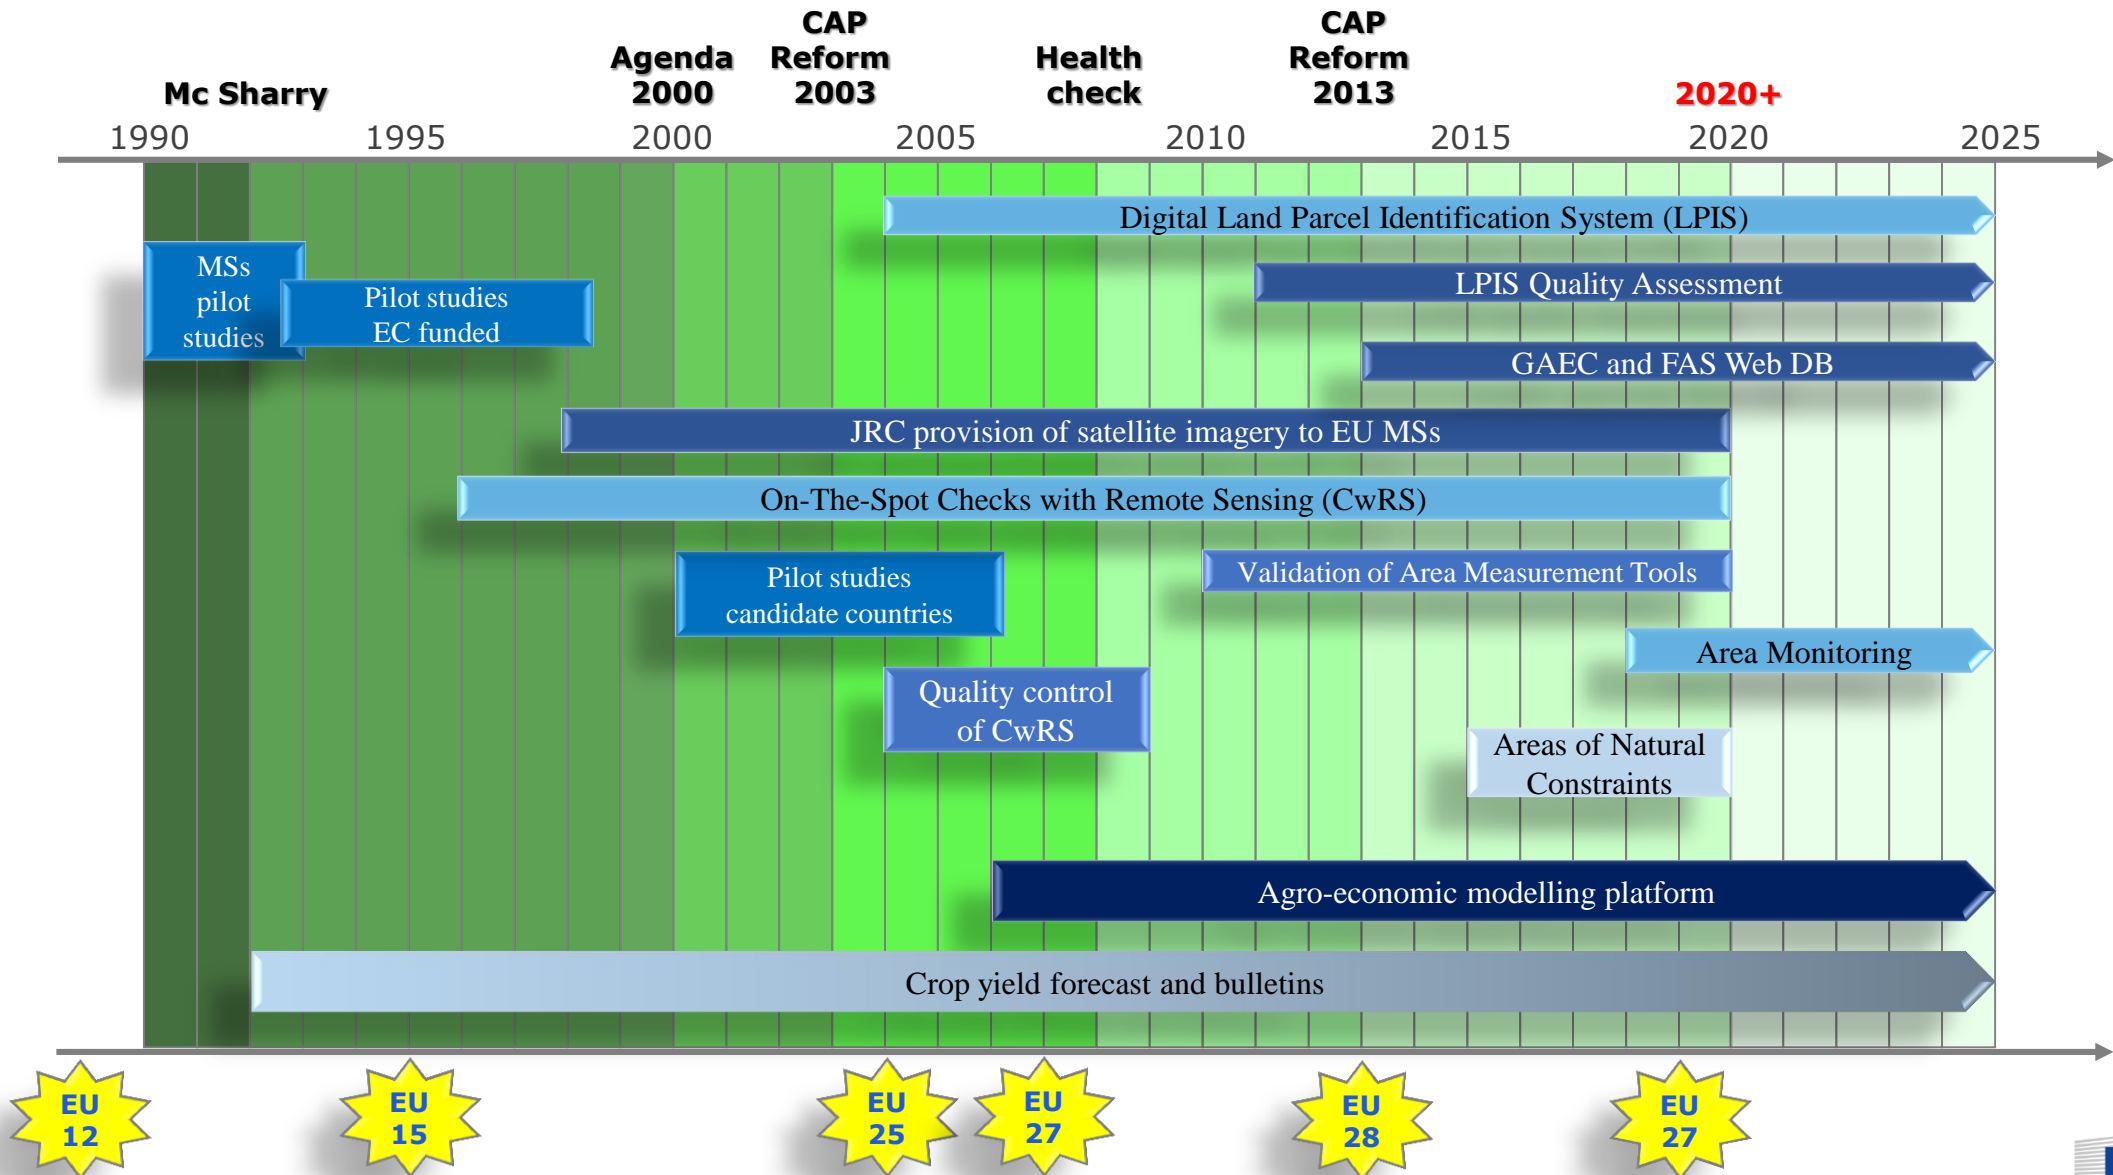 CAP
Reform
2003
CAP
Reform
2013
Agenda
2000
Health
check
Mc Sharry
2020+
1990
1995
2000
2005
2010
2015
2020
2025
Digital Land Parcel Identification System (LPIS)
MSs
pilot
studies
Pilot studies
EC funded
LPIS Quality Assessment
GAEC and FAS Web DB
JRC provision of satellite imagery to EU MSs
On-The-Spot Checks with Remote Sensing (CwRS)
Pilot studies
candidate countries
Validation of Area Measurement Tools
Area Monitoring
Quality control
of CwRS
Areas of Natural
Constraints
Agro-economic modelling platform
Crop yield forecast and bulletins
EU
12
EU
15
EU
25
EU
27
EU
28
EU
27